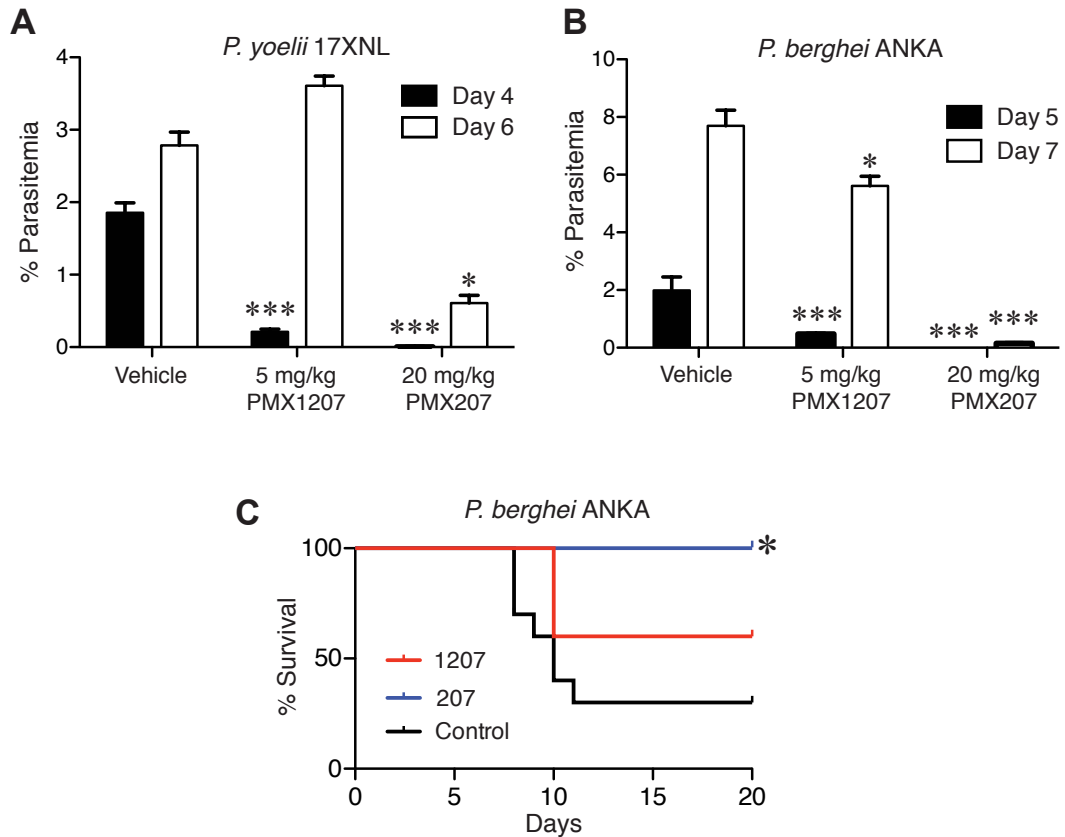 A
P. yoelii 17XNL
4
3
2
1
0
% Parasitemia
Day 4
Day 6
***
***
*
Vehicle
5 mg/kg
PMX1207
20 mg/kg
PMX207
B
P. berghei ANKA
10
8
6
4
2
0
% Parasitemia
Day 5
Day 7
***
*
***
***
Vehicle
5 mg/kg
PMX1207
20 mg/kg
PMX207
C
P. berghei ANKA
100
50
0
% Survival
*
1207
207
Control
0
5
10
15
20
Days